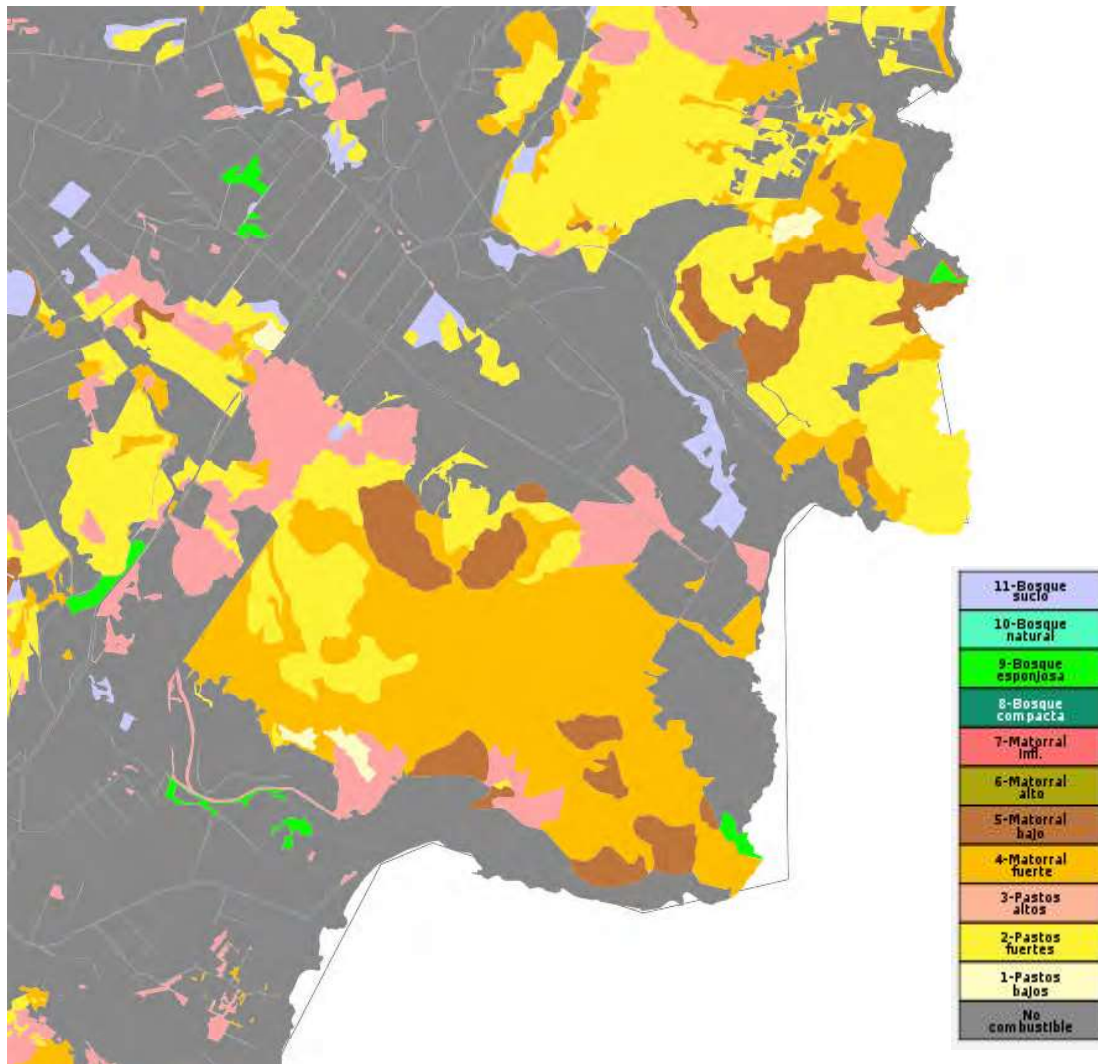 11-Bosque
sucio
10-Bosque
natural
9-Bosque
esponjosa
8-Bosque
compacta
7-Matorral
infl.
6-Matorral
alto
5-Matorral
bajo
4-Matorral
fuerte
3-Pastos
altos
2-Pastos
fuertes
1-Pastos
bajos
No
combustible